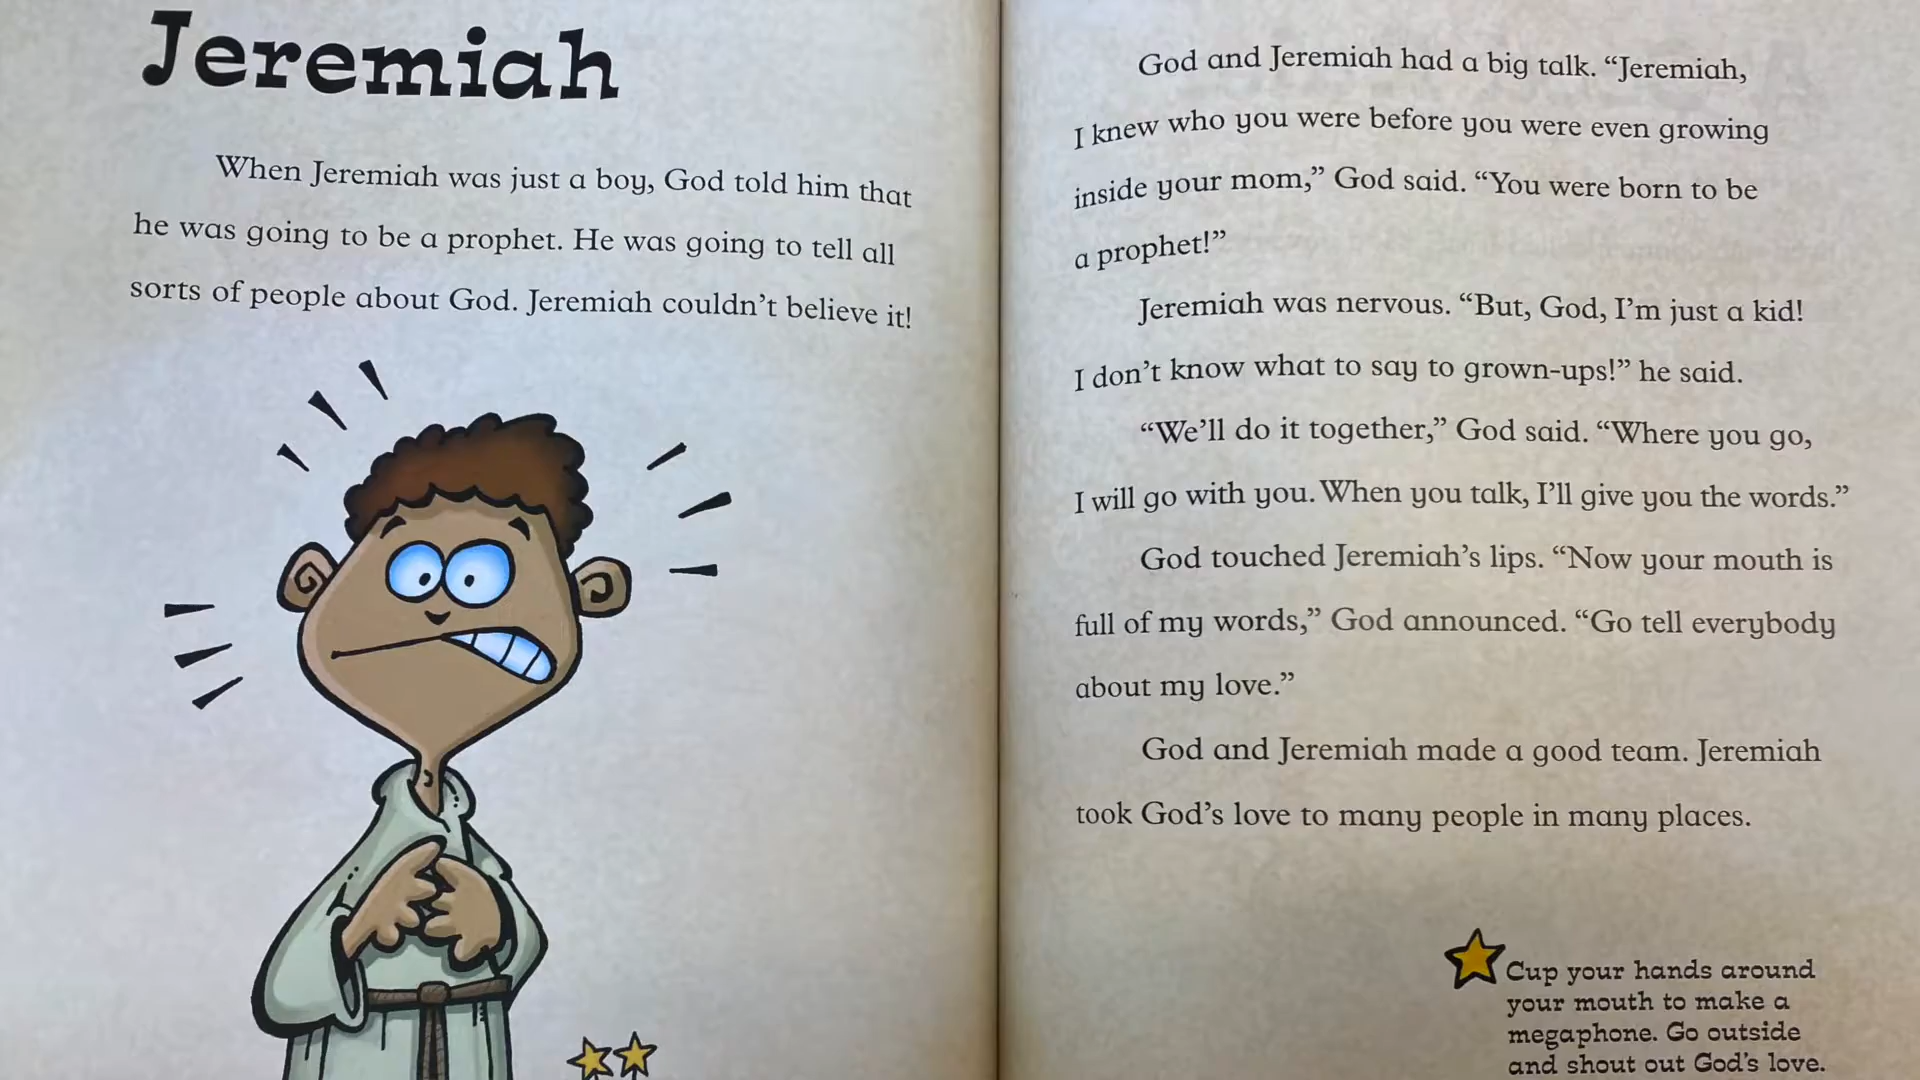 Jeremiah
When Jeremiah was just a boy, God told him that
he was going to be a prophet. He was going to tell all
sorts of people about God. Jeremiah couldn’t believe it!
God and Jeremiah had a big talk. “Jeremiah,
I knew who you were before you were even growing
inside your mom,” God said. “You were born to be
a prophet!”
Jeremiah was nervous. “But, God, I’m just a kid!
I don’t know what to say to grown-ups!” he said.
“We’ll do it together,” God said. “Where you go,
I will go with you. When you talk, I’ll give you the words.”
God touched Jeremiah’s lips. “Now your mouth is
full of my words,” God announced. “Go tell everybody
about my love.”
God and Jeremiah made a good team. Jeremiah
took God’s love to many people in many places.
Cup your hands around
your mouth to make a
megaphone. Go outside
and shout out God’s love.